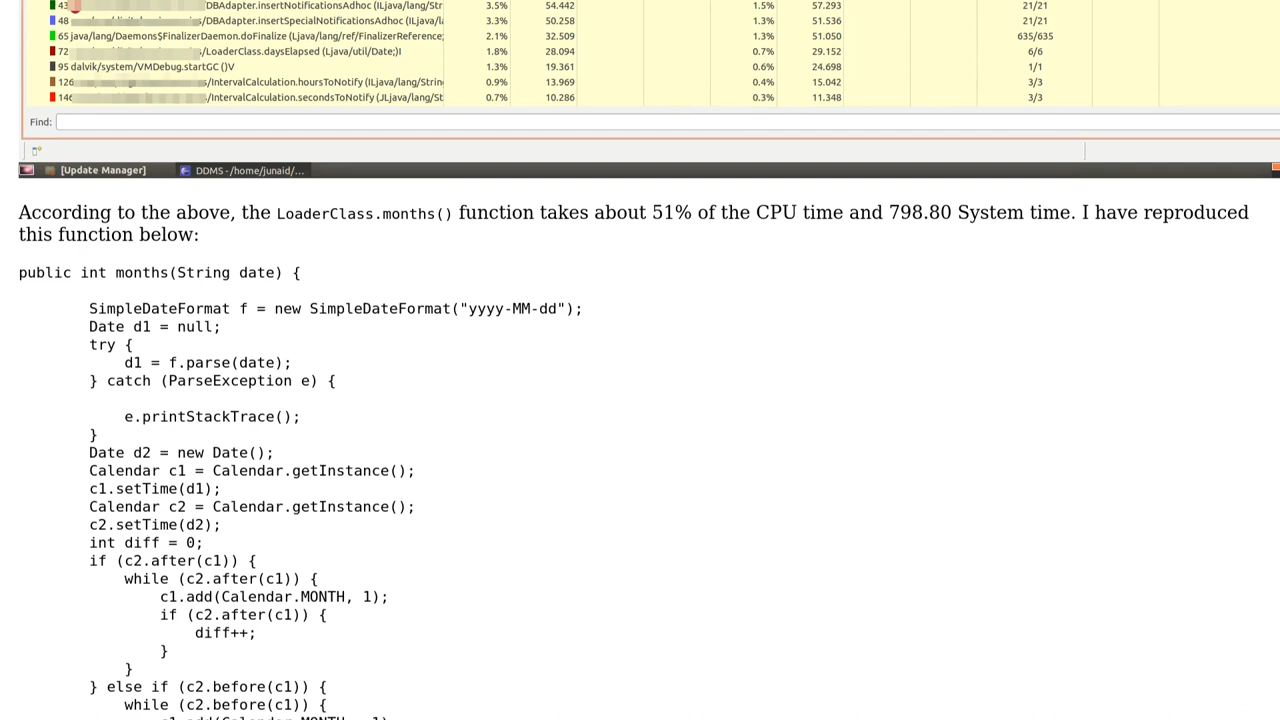 43 /DBAdapter.insertNotificationsAdhoc (ILjava/lang/Str 3.5% 54.442 1.5% 57.293 21/21
48 /DBAdapter.insertSpecialNotificationsAdhoc (ILjava/la 3.3% 50.258 1.3% 51.536 21/21
65 java/lang/Daemons$FinalizerDaemon.doFinalize (Ljava/lang/ref/FinalizerReference; 2.1% 32.509 1.3% 51.050 635/635
72 /LoaderClass.daysElapsed (Ljava/util/Date;)I 1.8% 28.094 0.7% 29.152 6/6
95 dalvik/system/VMDebug.startGC ()V 1.3% 19.361 0.6% 24.698 1/1
126 s/IntervalCalculation.hoursToNotify (ILjava/lang/Strin 0.9% 13.969 0.4% 15.042 3/3
146 s/IntervalCalculation.secondsToNotify (JLjava/lang/St 0.7% 10.286 0.3% 11.348 3/3
Find:
[Update Manager] DDMS - /home/junaid/...
According to the above, the LoaderClass.months() function takes about 51% of the CPU time and 798.80 System time. I have reproduced
this function below:
public int months(String date) {
SimpleDateFormat f = new SimpleDateFormat("yyyy-MM-dd");
Date d1 = null;
try {
d1 = f.parse(date);
} catch (ParseException e) {
e.printStackTrace();
}
Date d2 = new Date();
Calendar c1 = Calendar.getInstance();
c1.setTime(d1);
Calendar c2 = Calendar.getInstance();
c2.setTime(d2);
int diff = 0;
if (c2.after(c1)) {
while (c2.after(c1)) {
c1.add(Calendar.MONTH, 1);
if (c2.after(c1)) {
diff++;
}
}
} else if (c2.before(c1)) {
while (c2.before(c1)) {